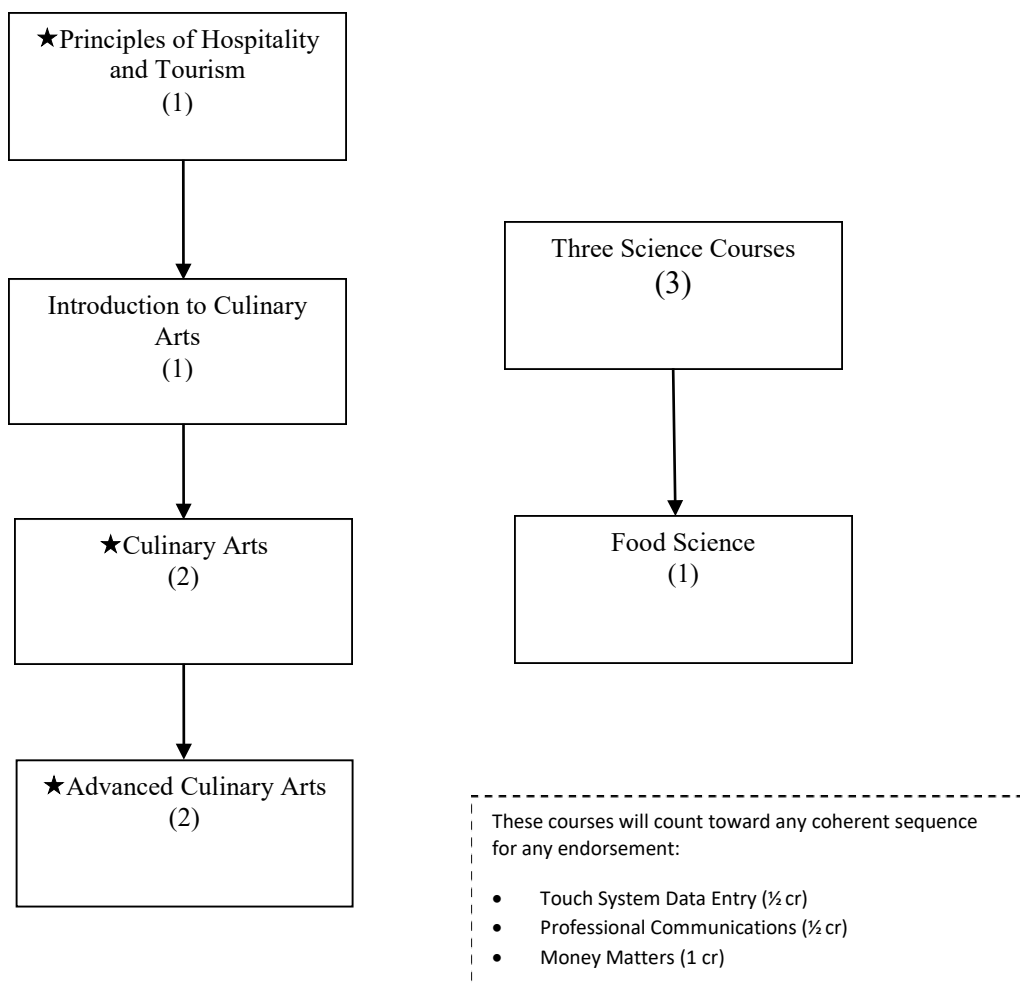 ★Principles of Hospitality
and Tourism
(1)
Introduction to Culinary
Arts
(1)
★Culinary Arts
(2)
★Advanced Culinary Arts
(2)
Three Science Courses
(3)
Food Science
(1)
These courses will count toward any coherent sequence
for any endorsement:
• Touch System Data Entry (½ cr)
• Professional Communications (½ cr)
• Money Matters (1 cr)